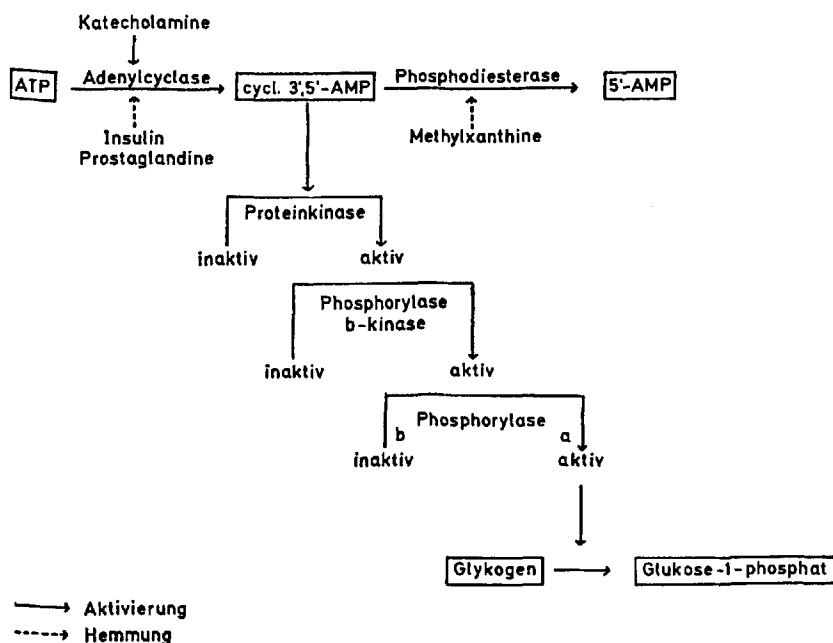 Katecholamine
ATP
Adenylcyclase
cycl. 3',5'-AMP
Phosphodiesterase
5'-AMP
Insulin
Prostaglandine
Methylxanthine
Proteinkinase
inaktiv
aktiv
Phosphorylase
b-kinase
inaktiv
aktiv
Phosphorylase
b
a
inaktiv
aktiv
Glykogen
Glukose-1-phosphat
Aktivierung
Hemmung